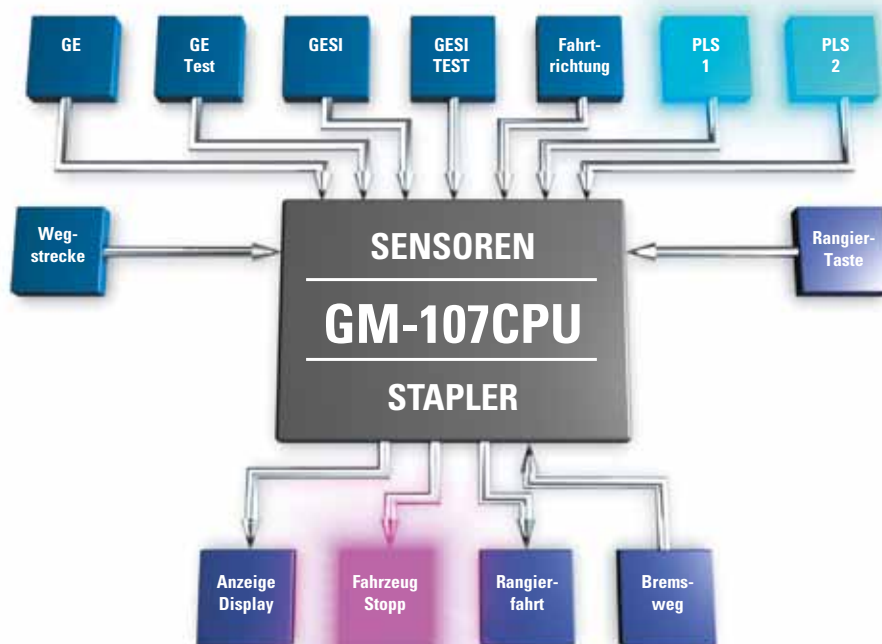 GE
GE
Test
GESI
GESI
TEST
Fahrt-
richtung
PLS
1
PLS
2
Weg-
strecke
SENSOREN
GM-107CPU
STAPLER
Rangier-
Taste
Anzeige
Display
Fahrzeug
Stopp
Rangier-
fahrt
Brems-
weg